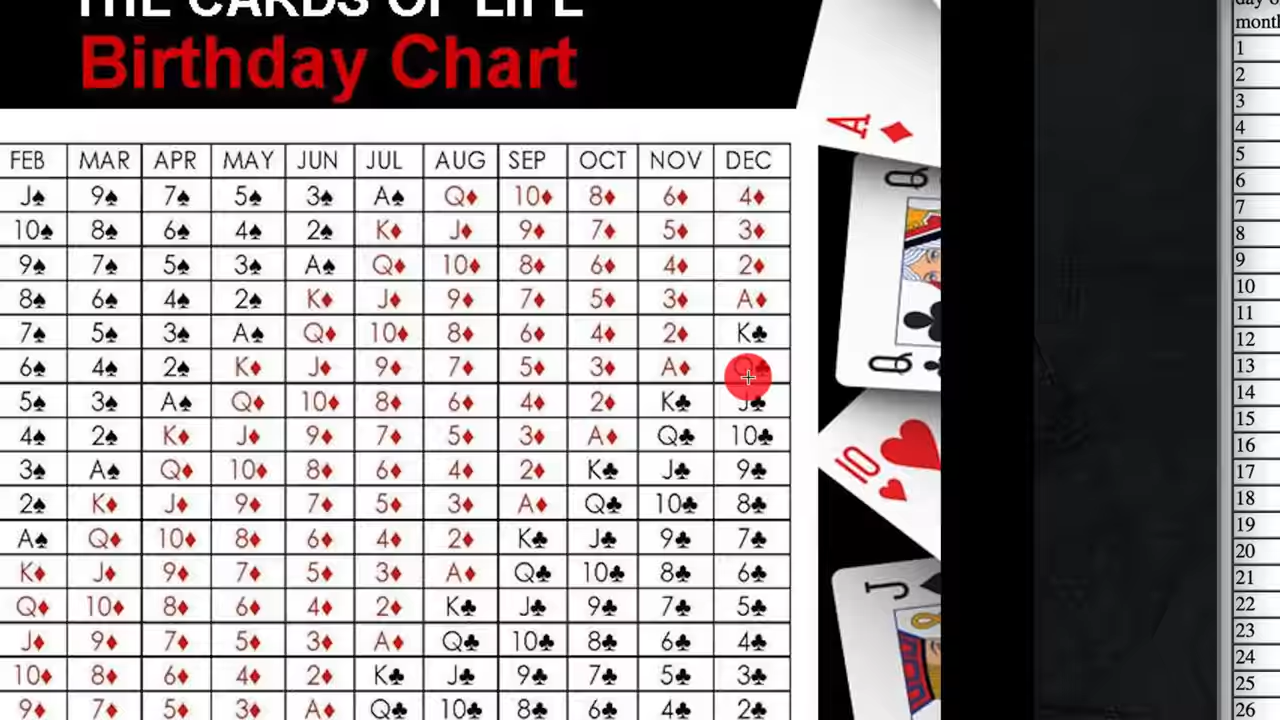 THE CARDS OF LIFE
Birthday Chart
FEB MAR APR MAY JUN JUL AUG SEP OCT NOV DEC
J♠ 9♠ 7♠ 5♠ 3♠ A♠ Q♦ 10♦ 8♦ 6♦ 4♦
10♠ 8♠ 6♠ 4♠ 2♠ K♦ J♦ 9♦ 7♦ 5♦ 3♦
9♠ 7♠ 5♠ 3♠ A♠ Q♦ 10♦ 8♦ 6♦ 4♦ 2♦
8♠ 6♠ 4♠ 2♠ K♦ J♦ 9♦ 7♦ 5♦ 3♦ A♦
7♠ 5♠ 3♠ A♠ Q♦ 10♦ 8♦ 6♦ 4♦ 2♦ K♣
6♠ 4♠ 2♠ K♦ J♦ 9♦ 7♦ 5♦ 3♦ A♦ Q♣
5♠ 3♠ A♠ Q♦ 10♦ 8♦ 6♦ 4♦ 2♦ K♣ J♣
4♠ 2♠ K♦ J♦ 9♦ 7♦ 5♦ 3♦ A♦ Q♣ 10♣
3♠ A♠ Q♦ 10♦ 8♦ 6♦ 4♦ 2♦ K♣ J♣ 9♣
2♠ K♦ J♦ 9♦ 7♦ 5♦ 3♦ A♦ Q♣ 10♣ 8♣
A♠ Q♦ 10♦ 8♦ 6♦ 4♦ 2♦ K♣ J♣ 9♣ 7♣
K♦ J♦ 9♦ 7♦ 5♦ 3♦ A♦ Q♣ 10♣ 8♣ 6♣
Q♦ 10♦ 8♦ 6♦ 4♦ 2♦ K♣ J♣ 9♣ 7♣ 5♣
J♦ 9♦ 7♦ 5♦ 3♦ A♦ Q♣ 10♣ 8♣ 6♣ 4♣
10♦ 8♦ 6♦ 4♦ 2♦ K♣ J♣ 9♣ 7♣ 5♣ 3♣
9♦ 7♦ 5♦ 3♦ A♦ Q♣ 10♣ 8♣ 6♣ 4♣ 2♣
A
Q
Q
10
J
day o
month
1
2
3
4
5
6
7
8
9
10
11
12
13
14
15
16
17
18
19
20
21
22
23
24
25
26